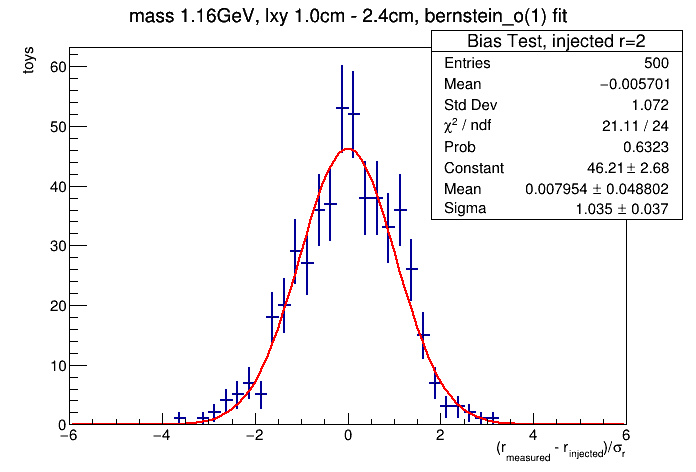 mass 1.16GeV, lxy 1.0cm - 2.4cm, bernstein_o(1) fit
Bias Test, injected r=2
Entries 500
Mean −0.005701
Std Dev 1.072
χ² / ndf 21.11 / 24
Prob 0.6323
Constant 46.21 ± 2.68
Mean 0.007954 ± 0.048802
Sigma 1.035 ± 0.037
toys
60
50
40
30
20
10
0
−6 −4 −2 0 2 4 6
(r_measured - r_injected)/σ_r